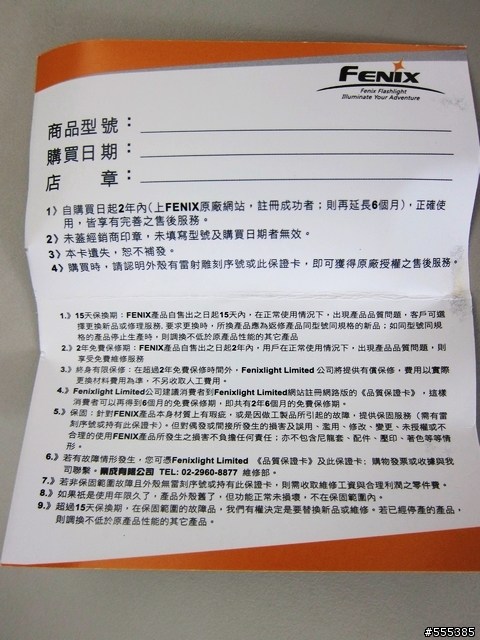 FENIX
Fenix Flashlight
Illuminate Your Adventure
商品型號：
購買日期：
店　　章：
1》自購買日起2年內(上FENIX原廠網站，註冊成功者；則再延長6個月)，正確使
用，皆享有完善之售後服務。
2》未蓋經銷商印章，未填寫型號及購買日期者無效。
3》本卡遺失，恕不補發。
4》購買時，請認明外殼有雷射雕刻序號或此保證卡，即可獲得原廠授權之售後服務。
1.》15天保換期：FENIX產品自售出之日起15天內，在正常使用情況下，出現產品品質問題，客戶可選
擇更換新品或修理服務, 要求更換時，所換產品應為返修產品同型號同規格的新品；如同型號同規
格的產品停止生產時，則調換不低於原產品性能的其它產品
2.》2年免費保修期：FENIX產品自售出之日起2年內，用戶在正常使用情況下，出現產品品質問題，則
享受免費維修服務
3.》終身有限保修：在超過2年免費保修時間外，Fenixlight Limited 公司將提供有償保修，費用以實際
更換材料費用為準，不另收取人工費用。
4.》Fenixlight Limited公司建議消費者到Fenixlight Limited網站註冊網路版的《品質保證卡》，這樣
消費者可以再得到6個月的免費保修期，即共有2年6個月的免費保修期。
5.》保固：針對FENIX產品本身材質上有瑕疵，或是因做工製品所引起的故障，提供保固服務（需有雷
刻序號或持有此保證卡）。但對偶發或間接所發生的損害及誤用、濫用、修改、變更、未授權或不
合理的使用FENIX產品所發生之損害不負擔任何責任；亦不包含尼龍套、配件、壓印、著色等等情
形。
6.》若有故障情形發生，您可憑Fenixlight Limited 《品質保證卡》及此保證卡；購物發票或收據與我
司聯繫。景成有限公司 TEL: 02-2960-8877 維修部。
7.》若非保固範圍故障且外殼無雷刻序號或持有此保證卡，則需收取維修工資與合理利潤之零件費。
8.》如果祇是使用年限久了，產品外殼舊了，但功能正常未損壞，不在保固範圍內。
9.》超過15天保換期，在保固範圍的故障品，我們有權決定是要替換新品或維修。若已經停產的產品，
則調換不低於原產品性能的其它產品。
#555385